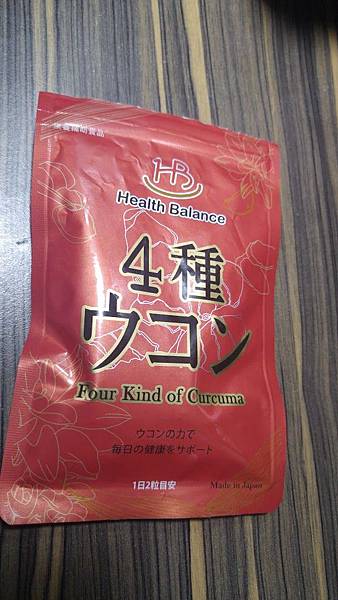 栄養補助食品
HB
Health Balance
4種
ウコン
Four Kind of Curcuma
ウコンの力で
毎日の健康をサポート
1日2粒目安
Made in Japan